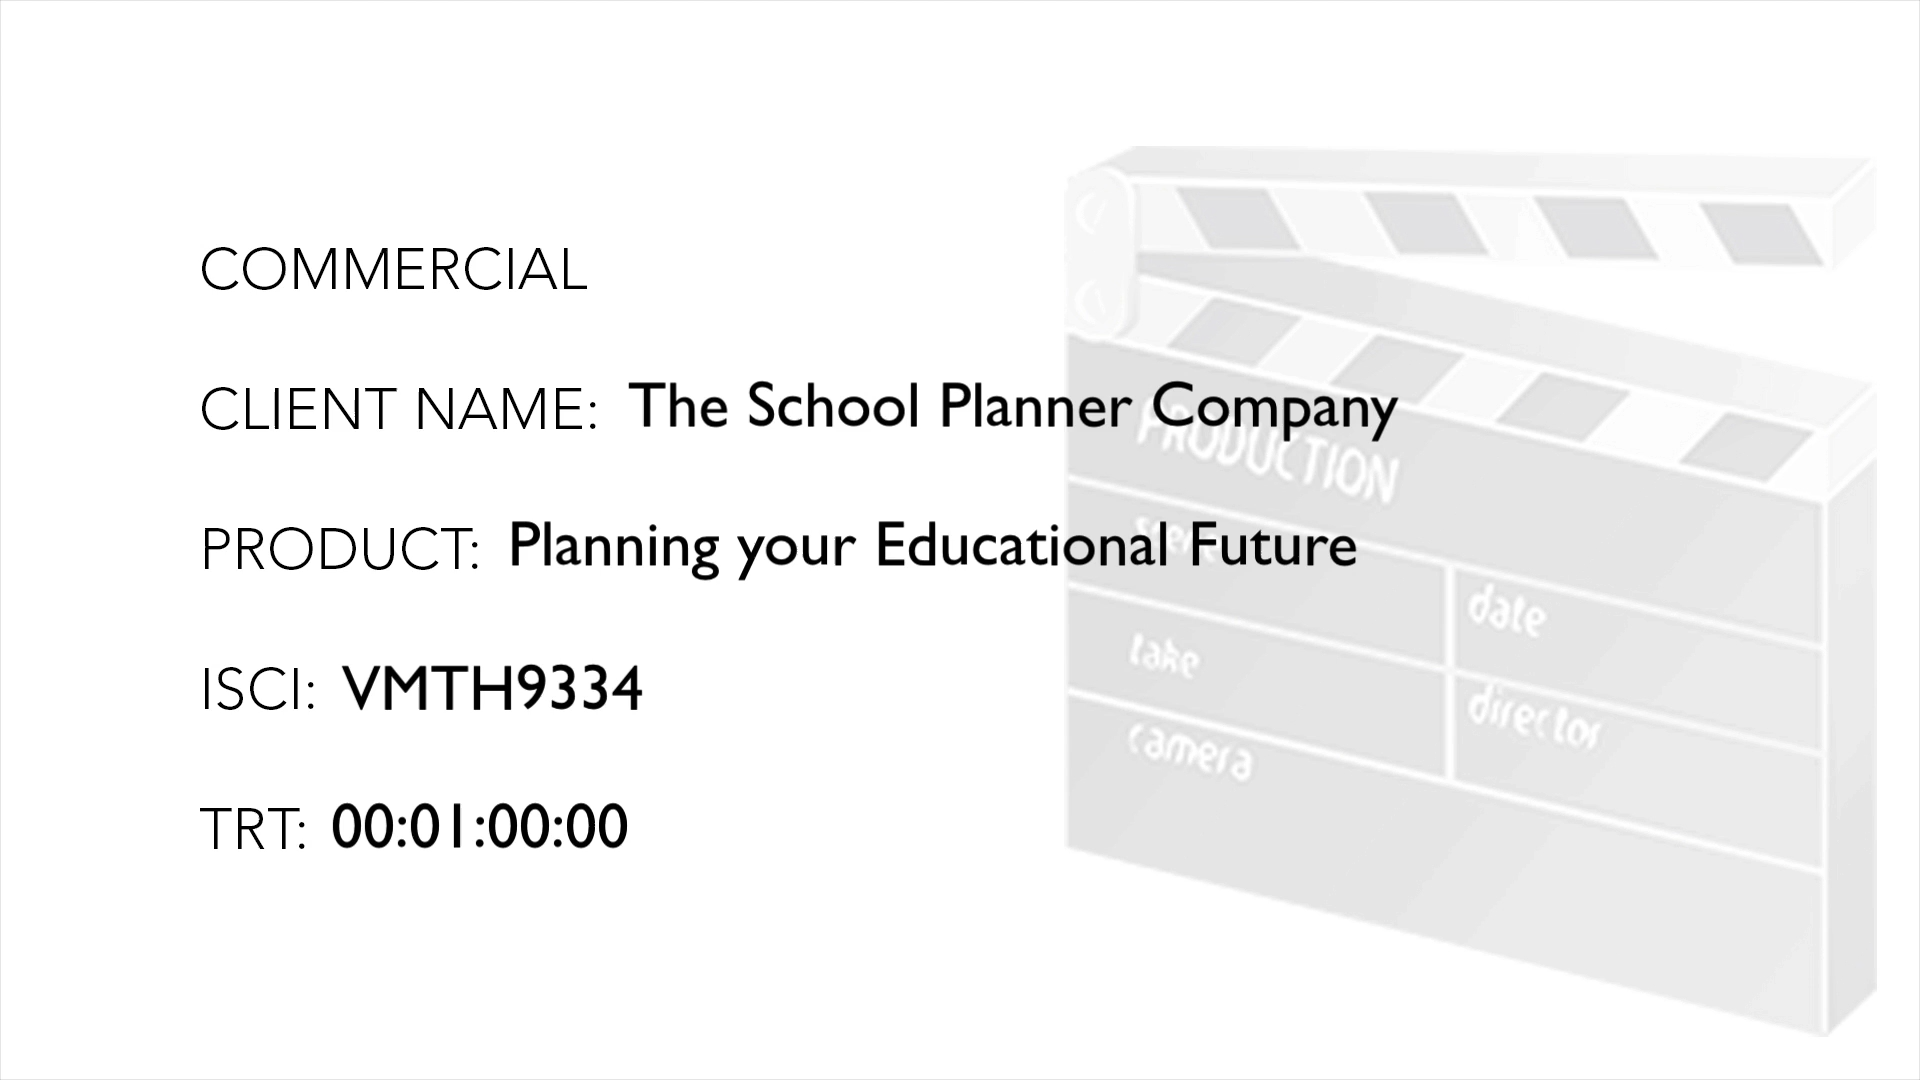 COMMERCIAL
CLIENT NAME: The School Planner Company
PRODUCTION
PRODUCT: Planning your Educational Future
scene
date
take
ISCI: VMTH9334
director
camera
TRT: 00:01:00:00